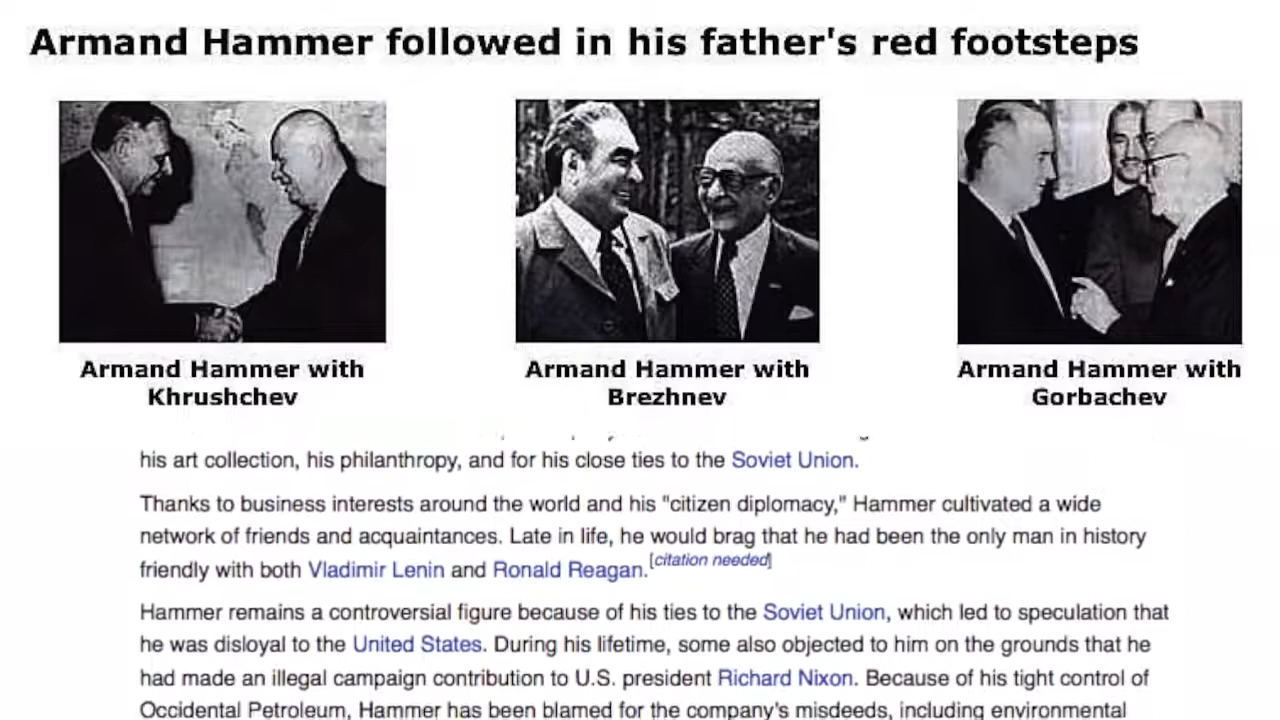 Armand Hammer followed in his father's red footsteps
Armand Hammer with
Khrushchev
Armand Hammer with
Brezhnev
Armand Hammer with
Gorbachev
his art collection, his philanthropy, and for his close ties to the Soviet Union.
Thanks to business interests around the world and his "citizen diplomacy," Hammer cultivated a wide
network of friends and acquaintances. Late in life, he would brag that he had been the only man in history
friendly with both Vladimir Lenin and Ronald Reagan.[citation needed]
Hammer remains a controversial figure because of his ties to the Soviet Union, which led to speculation that
he was disloyal to the United States. During his lifetime, some also objected to him on the grounds that he
had made an illegal campaign contribution to U.S. president Richard Nixon. Because of his tight control of
Occidental Petroleum, Hammer has been blamed for the company's misdeeds, including environmental